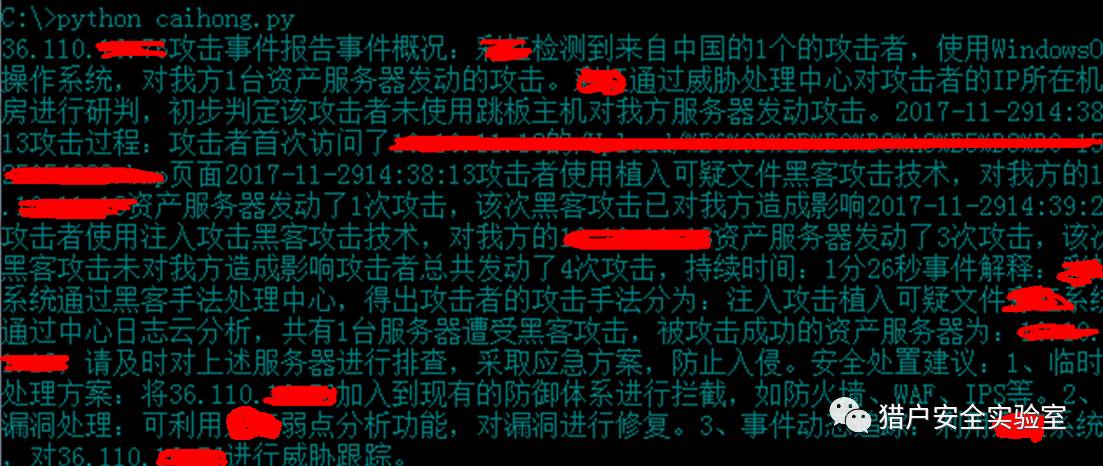 C:\>python caihong.py
36.110.攻击事件报告事件概况：检测到来自中国的1个的攻击者，使用WindowsO
操作系统，对我方1台资产服务器发动的攻击。通过威胁处理中心对攻击者的IP所在机
房进行研判，初步判定该攻击者未使用跳板主机对我方服务器发动攻击。2017-11-2914:38
13攻击过程：攻击者首次访问了
页面2017-11-2914:38:13攻击者使用植入可疑文件黑客攻击技术，对我方的1
资产服务器发动了1次攻击，该次黑客攻击已对我方造成影响2017-11-2914:39:2
攻击者使用注入攻击黑客攻击技术，对我方的资产服务器发动了3次攻击，该次
黑客攻击未对我方造成影响攻击者总共发动了4次攻击，持续时间：1分26秒事件解释：
系统通过黑客手法处理中心，得出攻击者的攻击手法分为：注入攻击植入可疑文件系统
通过中心日志云分析，共有1台服务器遭受黑客攻击，被攻击成功的资产服务器为：
请及时对上述服务器进行排查，采取应急方案，防止入侵。安全处置建议：1、临时
处理方案：将36.110.加入到现有的防御体系进行拦截，如防火墙、WAF、IPS等。2、
漏洞处理：可利用弱点分析功能，对漏洞进行修复。3、事件动态追踪：利用系统
，对36.110.进行威胁跟踪。
猎户安全实验室